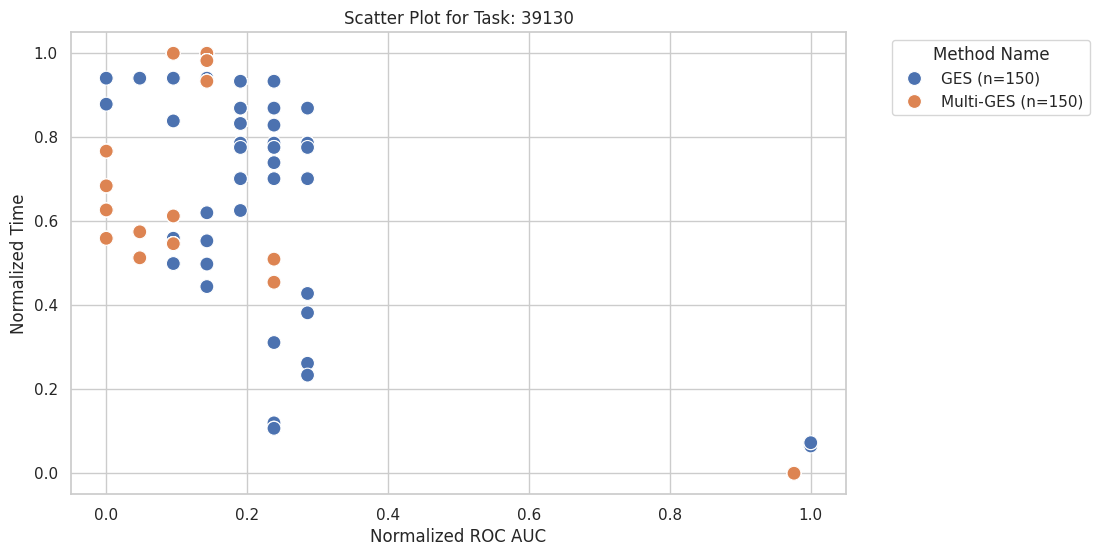 Scatter Plot for Task: 39130
Method Name
GES (n=150)
Multi-GES (n=150)
Normalized Time
1.0
0.8
0.6
0.4
0.2
0.0
0.0 0.2 0.4 0.6 0.8 1.0
Normalized ROC AUC